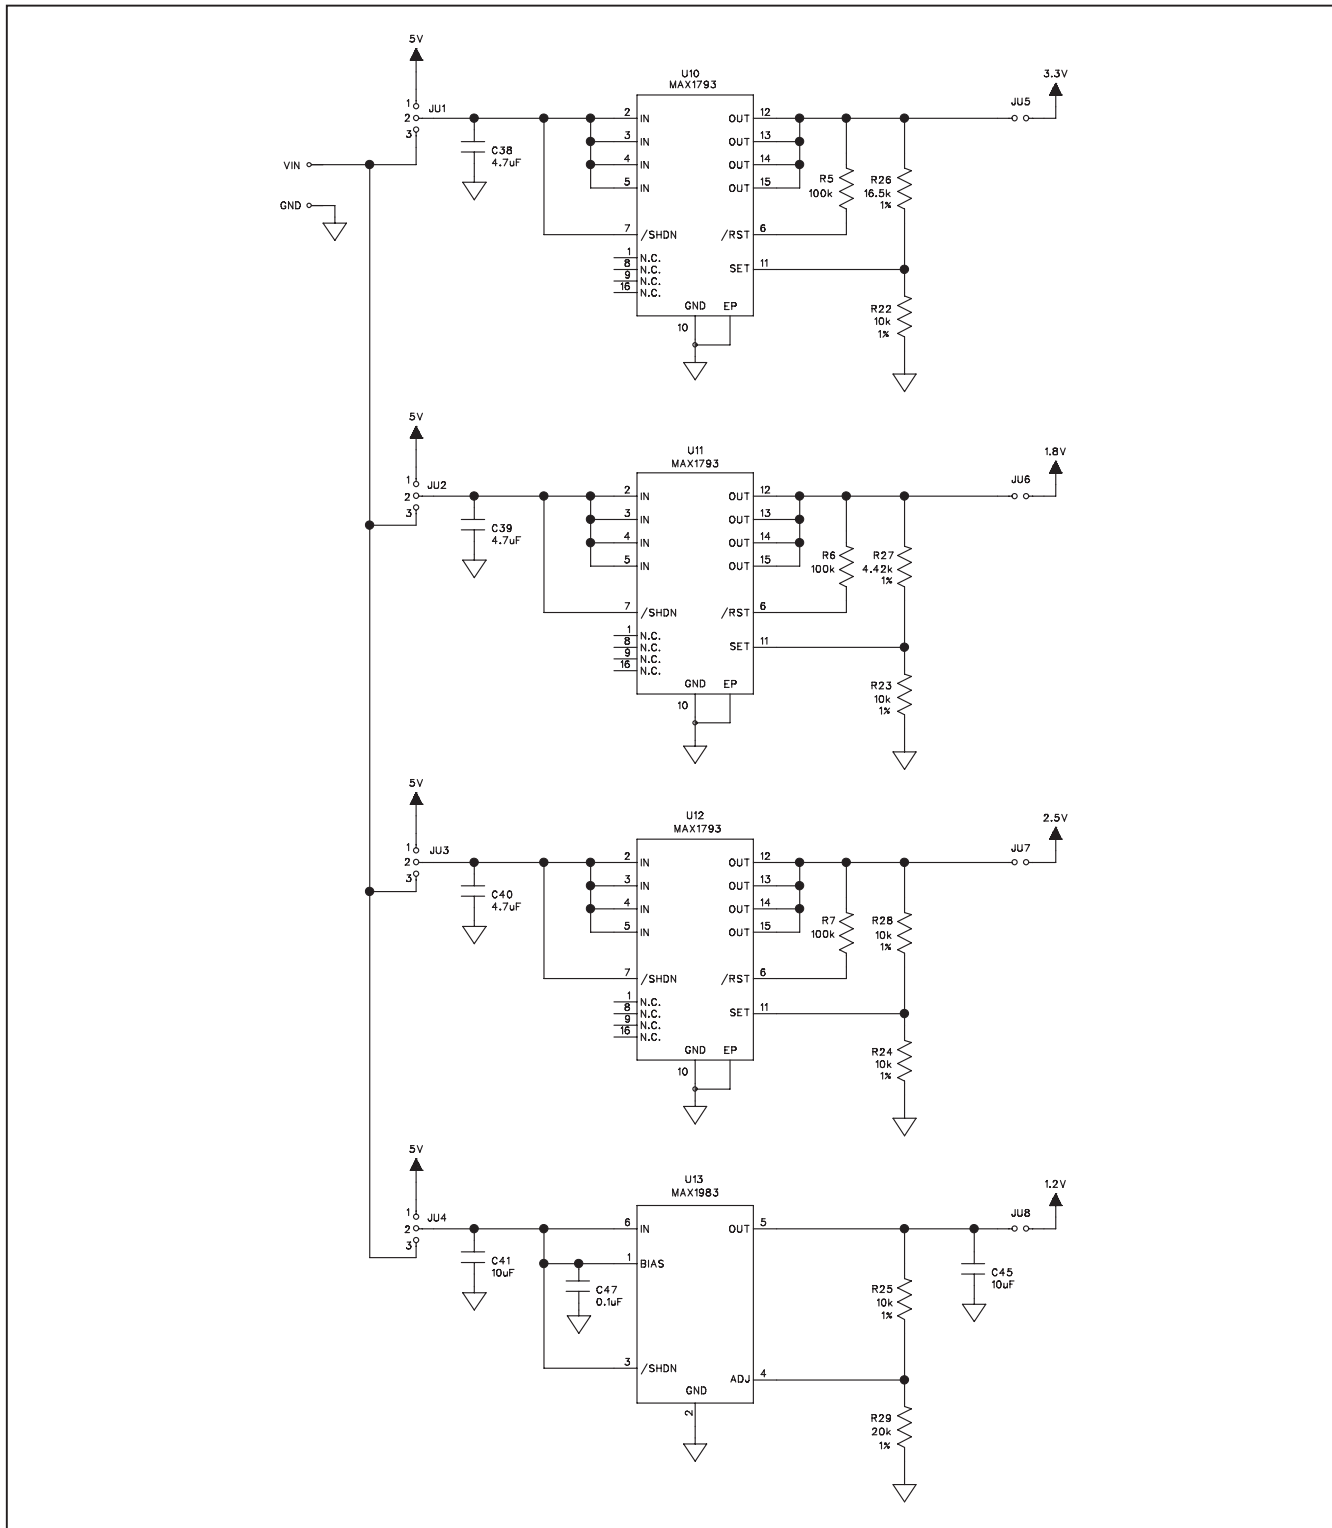 5V
U10
MAX1793
3.3V
1
2
3
JU1
2 IN
OUT 12
JU5
3 IN
OUT 13
C38
4.7uF
4 IN
OUT 14
VIN
5 IN
OUT 15
R5
100k
R26
16.5k
1%
GND
7 /SHDN
/RST 6
1 N.C.
8 N.C.
9 N.C.
16 N.C.
SET 11
GND EP
10
R22
10k
1%
5V
U11
MAX1793
1.8V
1
2
3
JU2
2 IN
OUT 12
JU6
3 IN
OUT 13
C39
4.7uF
4 IN
OUT 14
5 IN
OUT 15
R6
100k
R27
4.42k
1%
7 /SHDN
/RST 6
1 N.C.
8 N.C.
9 N.C.
16 N.C.
SET 11
GND EP
10
R23
10k
1%
5V
U12
MAX1793
2.5V
1
2
3
JU3
2 IN
OUT 12
JU7
3 IN
OUT 13
C40
4.7uF
4 IN
OUT 14
5 IN
OUT 15
R7
100k
R28
10k
1%
7 /SHDN
/RST 6
1 N.C.
8 N.C.
9 N.C.
16 N.C.
SET 11
GND EP
10
R24
10k
1%
5V
U13
MAX1983
1.2V
1
2
3
JU4
6 IN
OUT 5
JU8
C41
10uF
1 BIAS
C47
0.1uF
R25
10k
1%
C45
10uF
3 /SHDN
ADJ 4
GND
2
R29
20k
1%